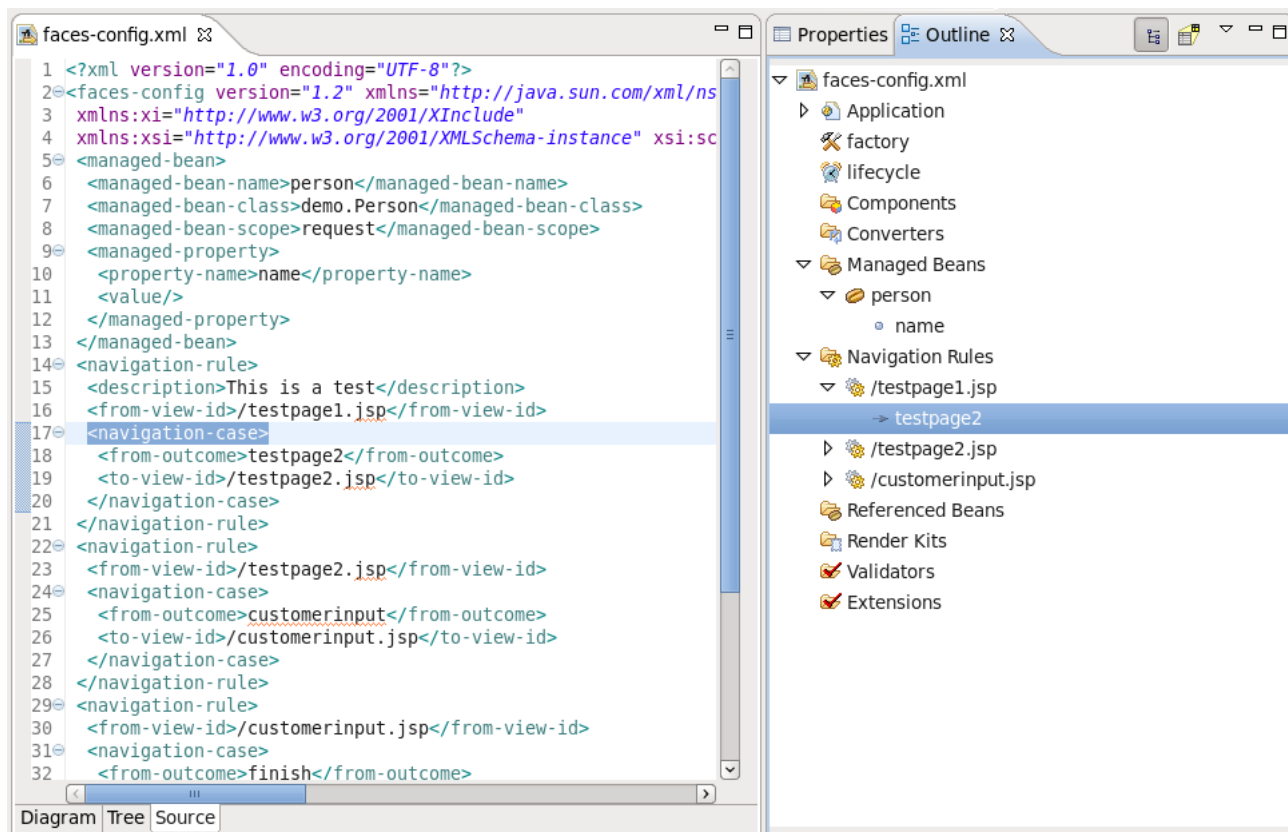 faces-config.xml
1 <?xml version="1.0" encoding="UTF-8"?>
2 <faces-config version="1.2" xmlns="http://java.sun.com/xml/ns
3 xmlns:xi="http://www.w3.org/2001/XInclude"
4 xmlns:xsi="http://www.w3.org/2001/XMLSchema-instance" xsi:sc
5 <managed-bean>
6 <managed-bean-name>person</managed-bean-name>
7 <managed-bean-class>demo.Person</managed-bean-class>
8 <managed-bean-scope>request</managed-bean-scope>
9 <managed-property>
10 <property-name>name</property-name>
11 <value/>
12 </managed-property>
13 </managed-bean>
14 <navigation-rule>
15 <description>This is a test</description>
16 <from-view-id>/testpage1.jsp</from-view-id>
17 <navigation-case>
18 <from-outcome>testpage2</from-outcome>
19 <to-view-id>/testpage2.jsp</to-view-id>
20 </navigation-case>
21 </navigation-rule>
22 <navigation-rule>
23 <from-view-id>/testpage2.jsp</from-view-id>
24 <navigation-case>
25 <from-outcome>customerinput</from-outcome>
26 <to-view-id>/customerinput.jsp</to-view-id>
27 </navigation-case>
28 </navigation-rule>
29 <navigation-rule>
30 <from-view-id>/customerinput.jsp</from-view-id>
31 <navigation-case>
32 <from-outcome>finish</from-outcome>
Diagram Tree Source
Properties Outline
faces-config.xml
Application
factory
lifecycle
Components
Converters
Managed Beans
person
name
Navigation Rules
/testpage1.jsp
testpage2
/testpage2.jsp
/customerinput.jsp
Referenced Beans
Render Kits
Validators
Extensions